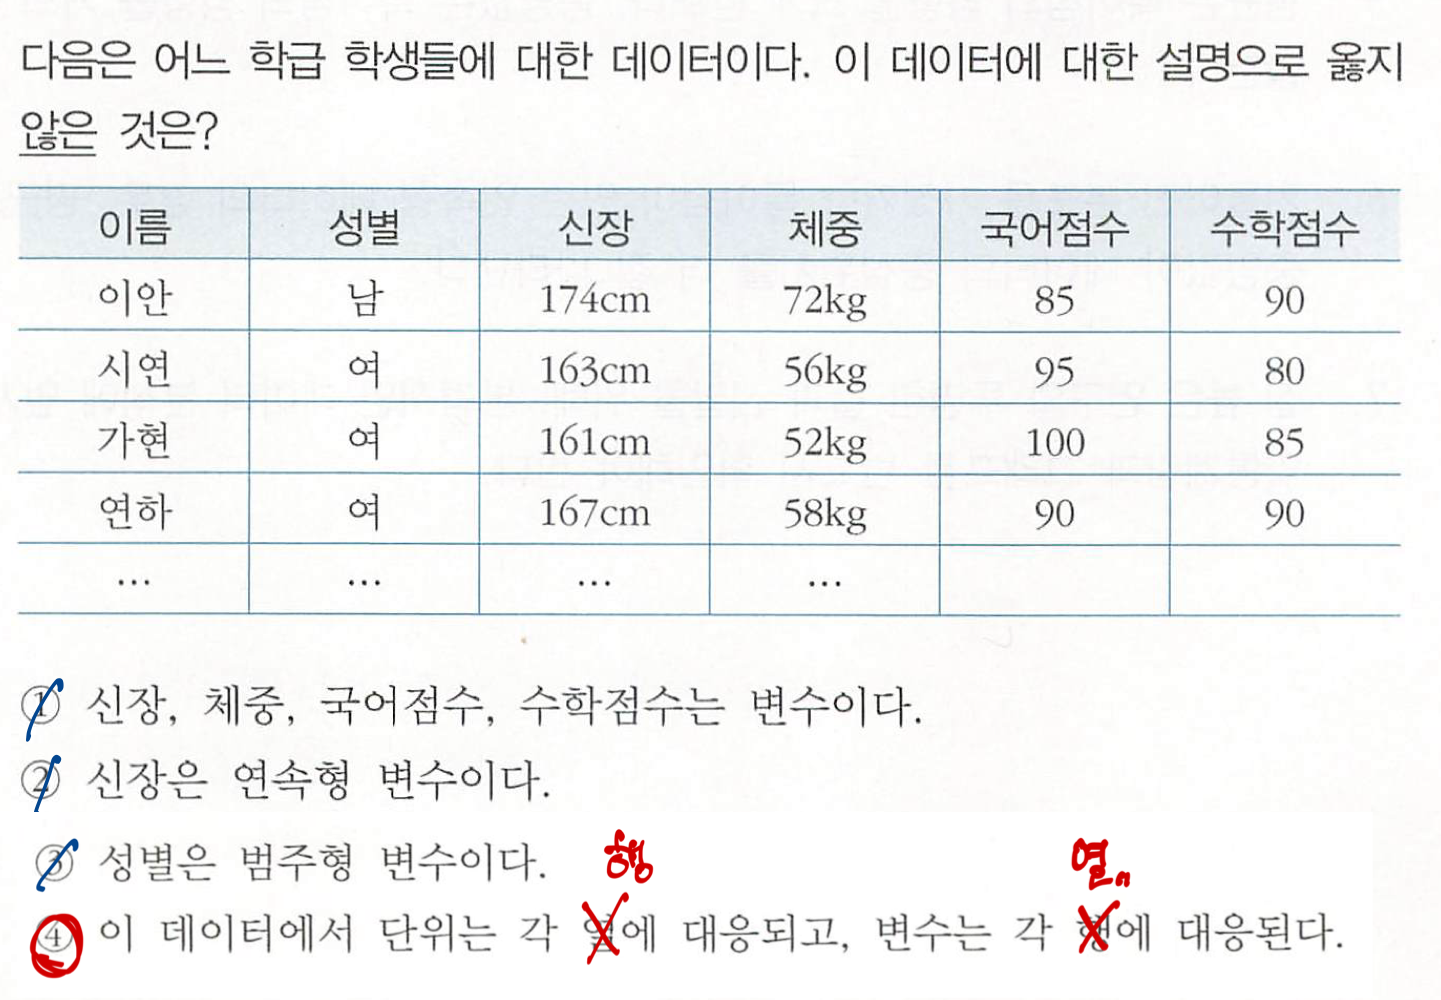 다음은 어느 학급 학생들에 대한 데이터이다. 이 데이터에 대한 설명으로 옳지
않은 것은?
이름 성별 신장 체중 국어점수 수학점수
이안 남 174cm 72kg 85 90
시연 여 163cm 56kg 95 80
가현 여 161cm 52kg 100 85
연하 여 167cm 58kg 90 90
... ... ... ...
① 신장, 체중, 국어점수, 수학점수는 변수이다.
② 신장은 연속형 변수이다.
③ 성별은 범주형 변수이다.
행 열
④ 이 데이터에서 단위는 각 열에 대응되고, 변수는 각 행에 대응된다.